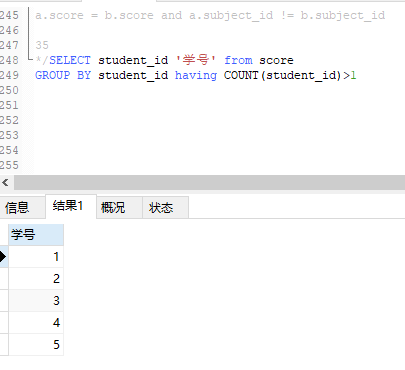 245 a.score = b.score and a.subject_id != b.subject_id
246
247 35
248 */SELECT student_id '学号' from score
249 GROUP BY student_id having COUNT(student_id)>1
250
251
252
253
254
255
信息 结果1 概况 状态
学号
1
2
3
4
5